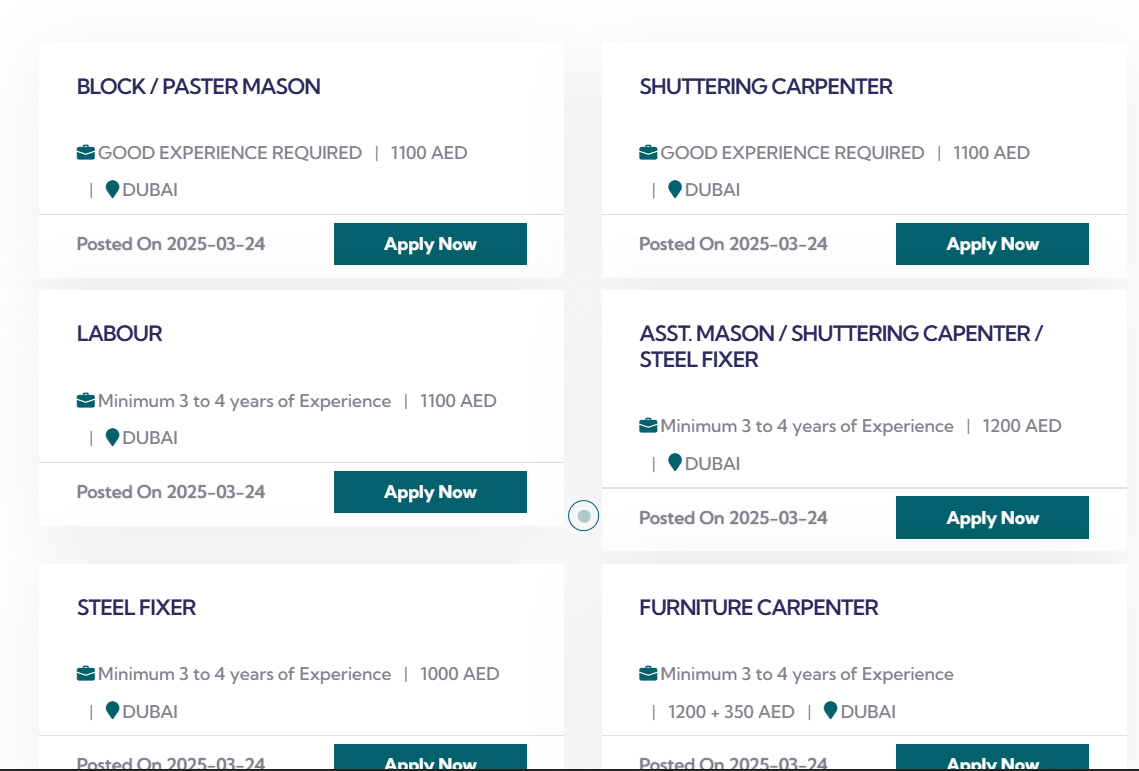 BLOCK / PASTER MASON
GOOD EXPERIENCE REQUIRED | 1100 AED
| DUBAI
Posted On 2025-03-24 Apply Now
SHUTTERING CARPENTER
GOOD EXPERIENCE REQUIRED | 1100 AED
| DUBAI
Posted On 2025-03-24 Apply Now
LABOUR
Minimum 3 to 4 years of Experience | 1100 AED
| DUBAI
Posted On 2025-03-24 Apply Now
ASST. MASON / SHUTTERING CAPENTER /
STEEL FIXER
Minimum 3 to 4 years of Experience | 1200 AED
| DUBAI
Posted On 2025-03-24 Apply Now
STEEL FIXER
Minimum 3 to 4 years of Experience | 1000 AED
| DUBAI
Posted On 2025-03-24 Apply Now
FURNITURE CARPENTER
Minimum 3 to 4 years of Experience
| 1200 + 350 AED | DUBAI
Posted On 2025-03-24 Apply Now